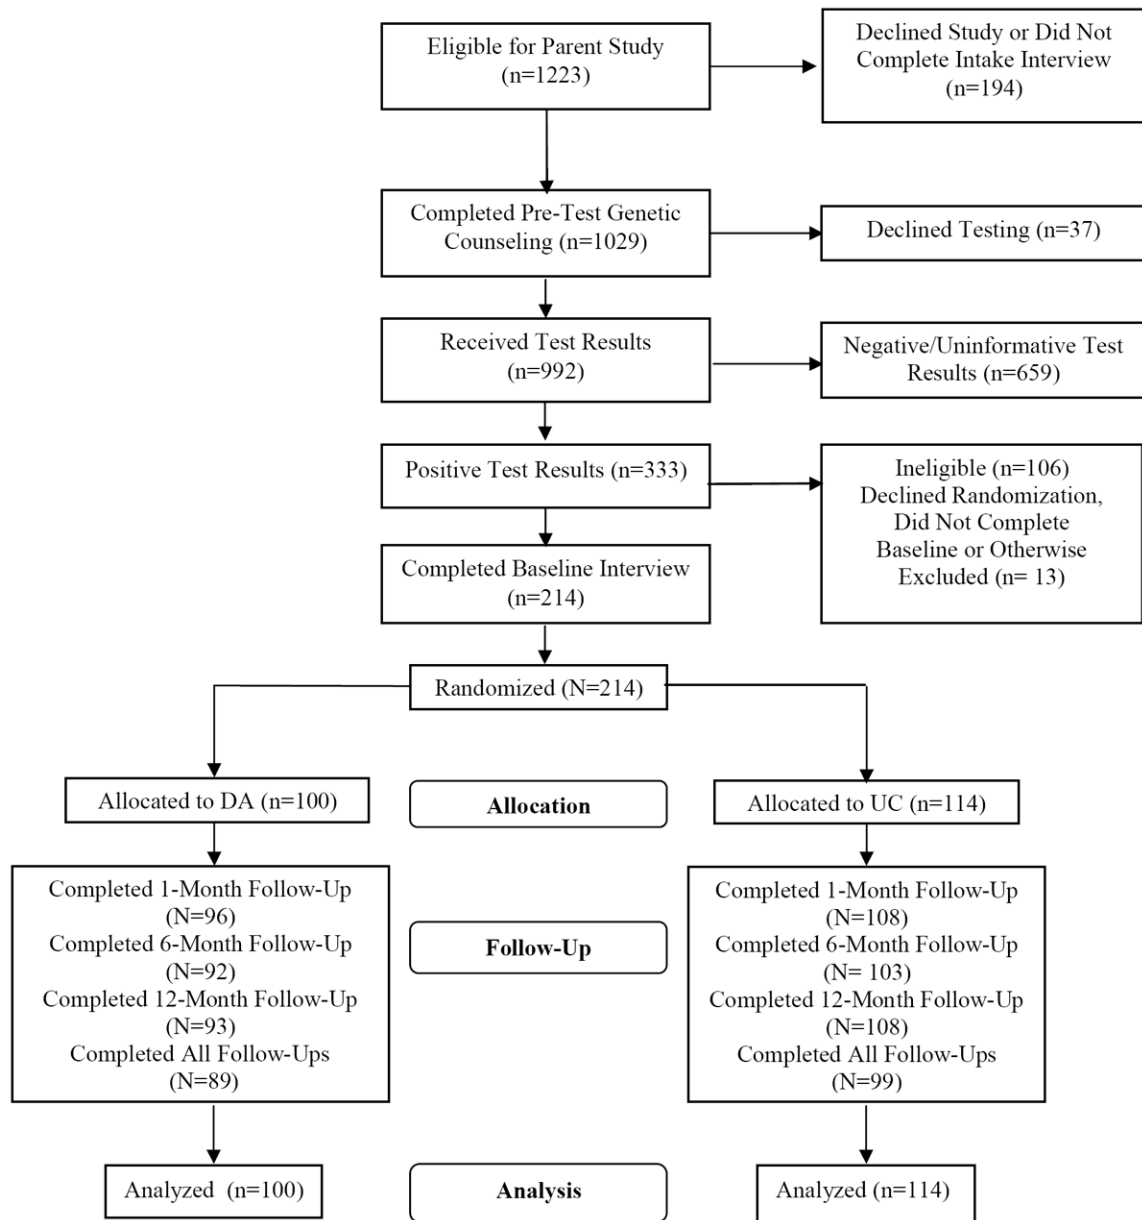 Eligible for Parent Study
(n=1223)
Declined Study or Did Not
Complete Intake Interview
(n=194)
Completed Pre-Test Genetic
Counseling (n=1029)
Declined Testing (n=37)
Received Test Results
(n=992)
Negative/Uninformative Test
Results (n=659)
Positive Test Results (n=333)
Ineligible (n=106)
Declined Randomization,
Did Not Complete
Baseline or Otherwise
Excluded (n= 13)
Completed Baseline Interview
(n=214)
Randomized (N=214)
Allocated to DA (n=100)
Allocation
Allocated to UC (n=114)
Completed 1-Month Follow-Up
(N=96)
Completed 6-Month Follow-Up
(N=92)
Completed 12-Month Follow-Up
(N=93)
Completed All Follow-Ups
(N=89)
Follow-Up
Completed 1-Month Follow-Up
(N=108)
Completed 6-Month Follow-Up
(N= 103)
Completed 12-Month Follow-Up
(N=108)
Completed All Follow-Ups
(N=99)
Analyzed  (n=100)
Analysis
Analyzed (n=114)